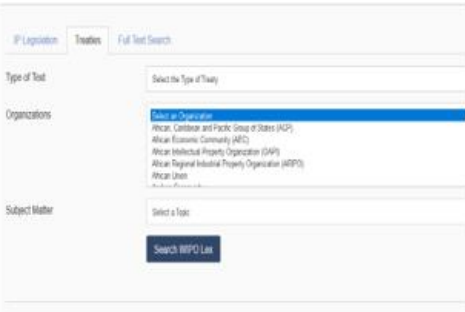 IP Legislation Treaties Full Text Search
Type of Text Select the Type of Treaty
Organizations Select an Organization
African, Caribbean and Pacific Group of States (ACP)
African Economic Community (AEC)
African Intellectual Property Organization (OAPI)
African Regional Industrial Property Organization (ARIPO)
African Union
Subject Matter Select a Topic
Search WIPO Lex